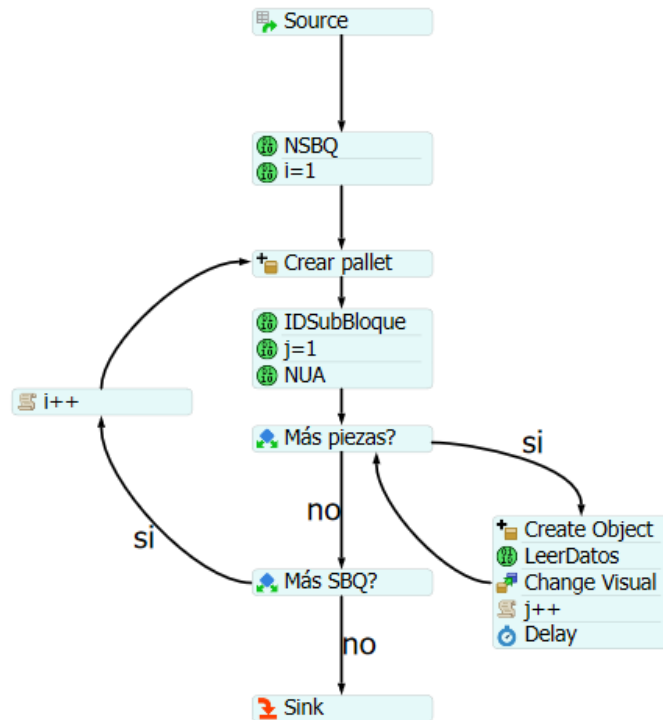 Source
NSBQ
i=1
Crear pallet
IDSubBloque
j=1
NUA
i++
Más piezas?
si
no
si
Create Object
LeerDatos
Change Visual
j++
Delay
Más SBQ?
no
Sink